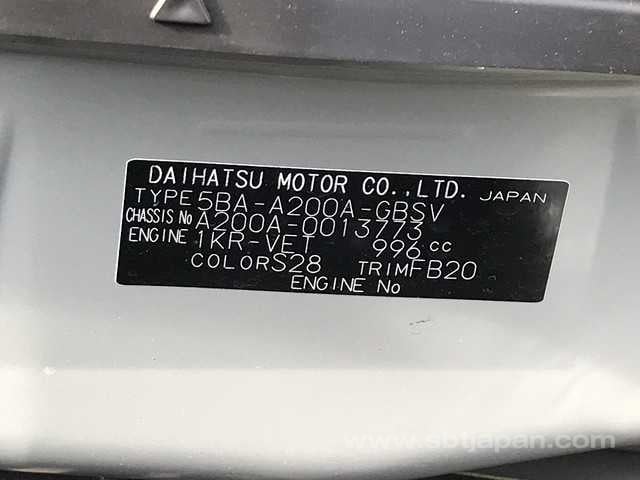 DAIHATSU MOTOR CO.,LTD. JAPAN
TYPE 5BA-A200A-GBSV
CHASSIS No A200A-0013773
ENGINE 1KR-VET 996 cc
COLOR S28 TRIM FB20
ENGINE No
www.sbtjapan.com